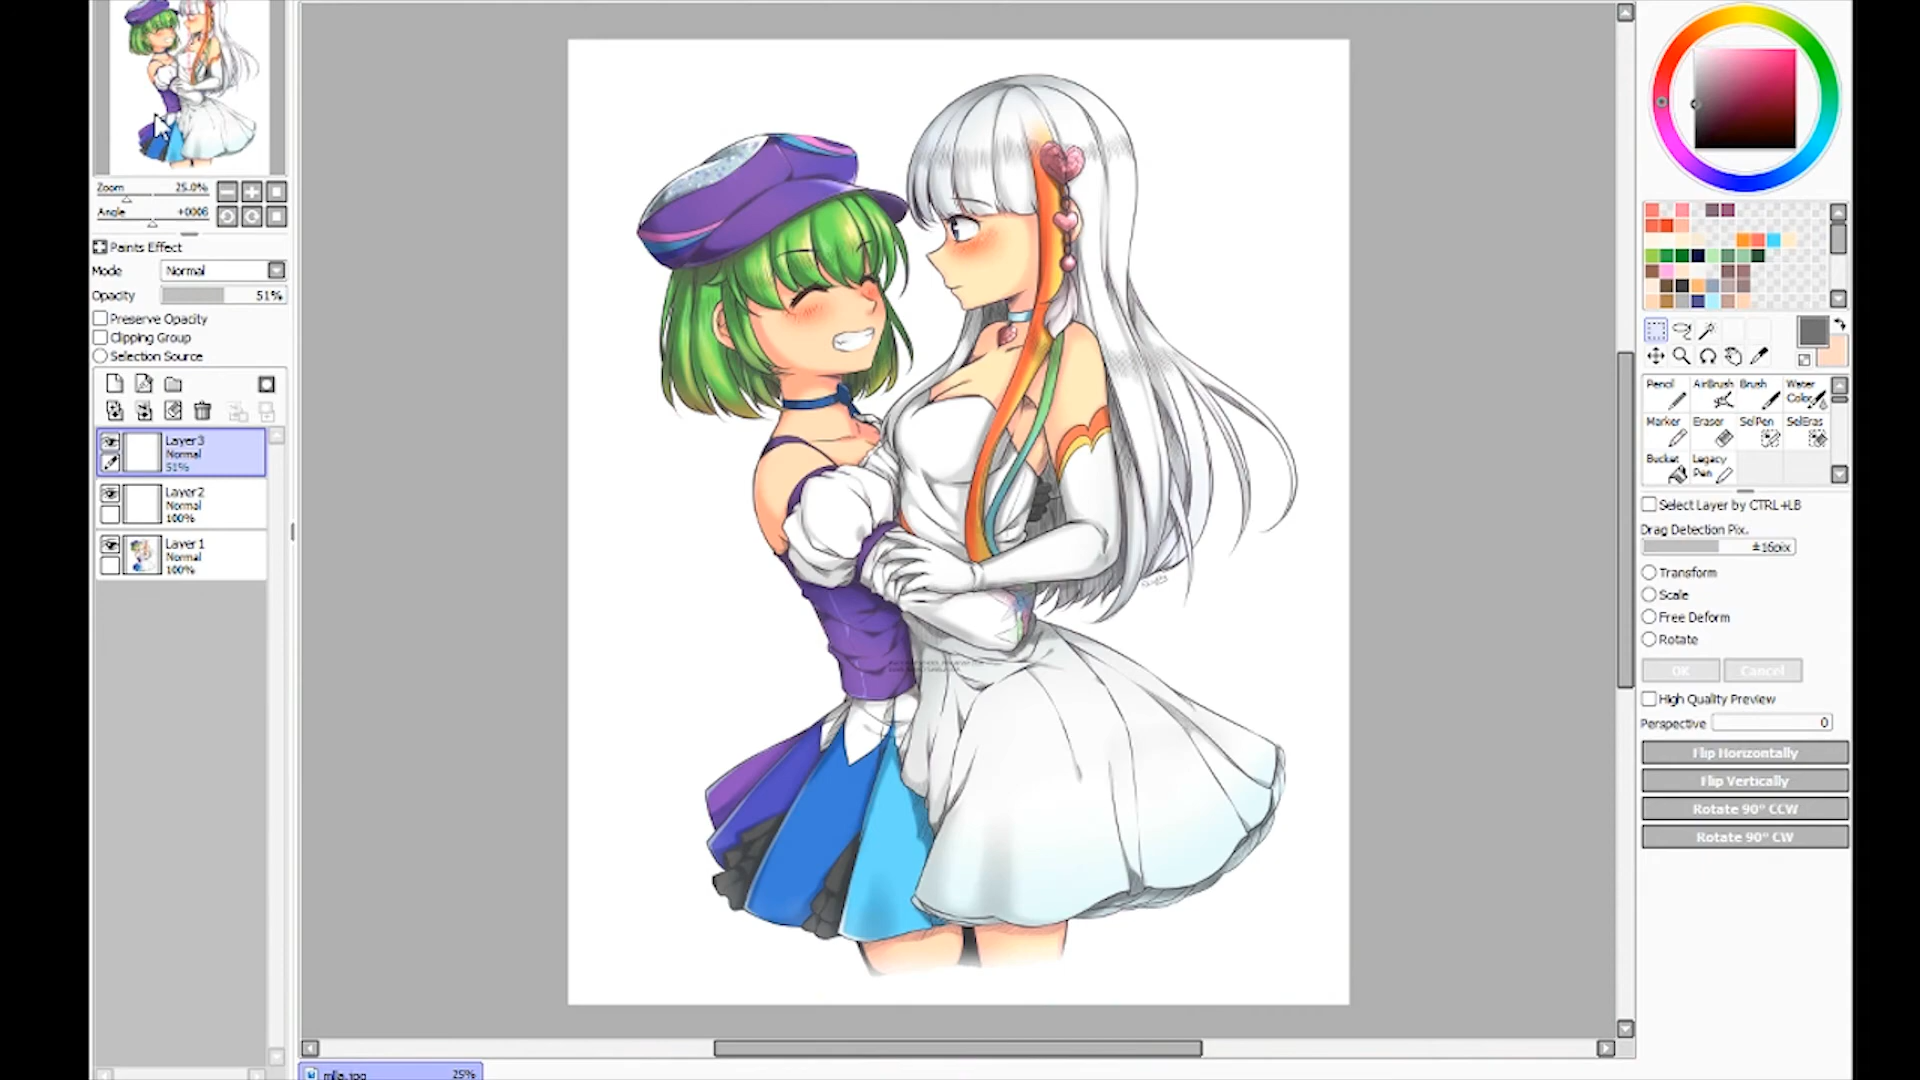 Zoom 25.0%
Angle +0006
Paints Effect
Mode Normal
Opacity 51%
Preserve Opacity
Clipping Group
Selection Source
Layer3
Normal
51%
Layer2
Normal
100%
Layer1
Normal
100%
25%
Pencil AirBrush Brush Water
Color
Marker Eraser SelPen SelEras
Bucket Legacy
Pen
Select Layer by CTRL+LB
Drag Detection Pix.
±16pix
Transform
Scale
Free Deform
Rotate
OK Cancel
High Quality Preview
Perspective 0
Flip Horizontally
Flip Vertically
Rotate 90° CCW
Rotate 90° CW